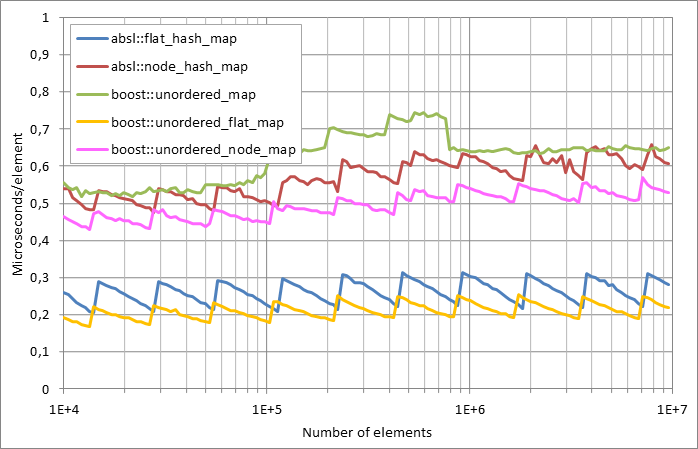 1
0,9
0,8
0,7
0,6
0,5
0,4
0,3
0,2
0,1
0
Microseconds/element
absl::flat_hash_map
absl::node_hash_map
boost::unordered_map
boost::unordered_flat_map
boost::unordered_node_map
1E+4
1E+5
1E+6
1E+7
Number of elements